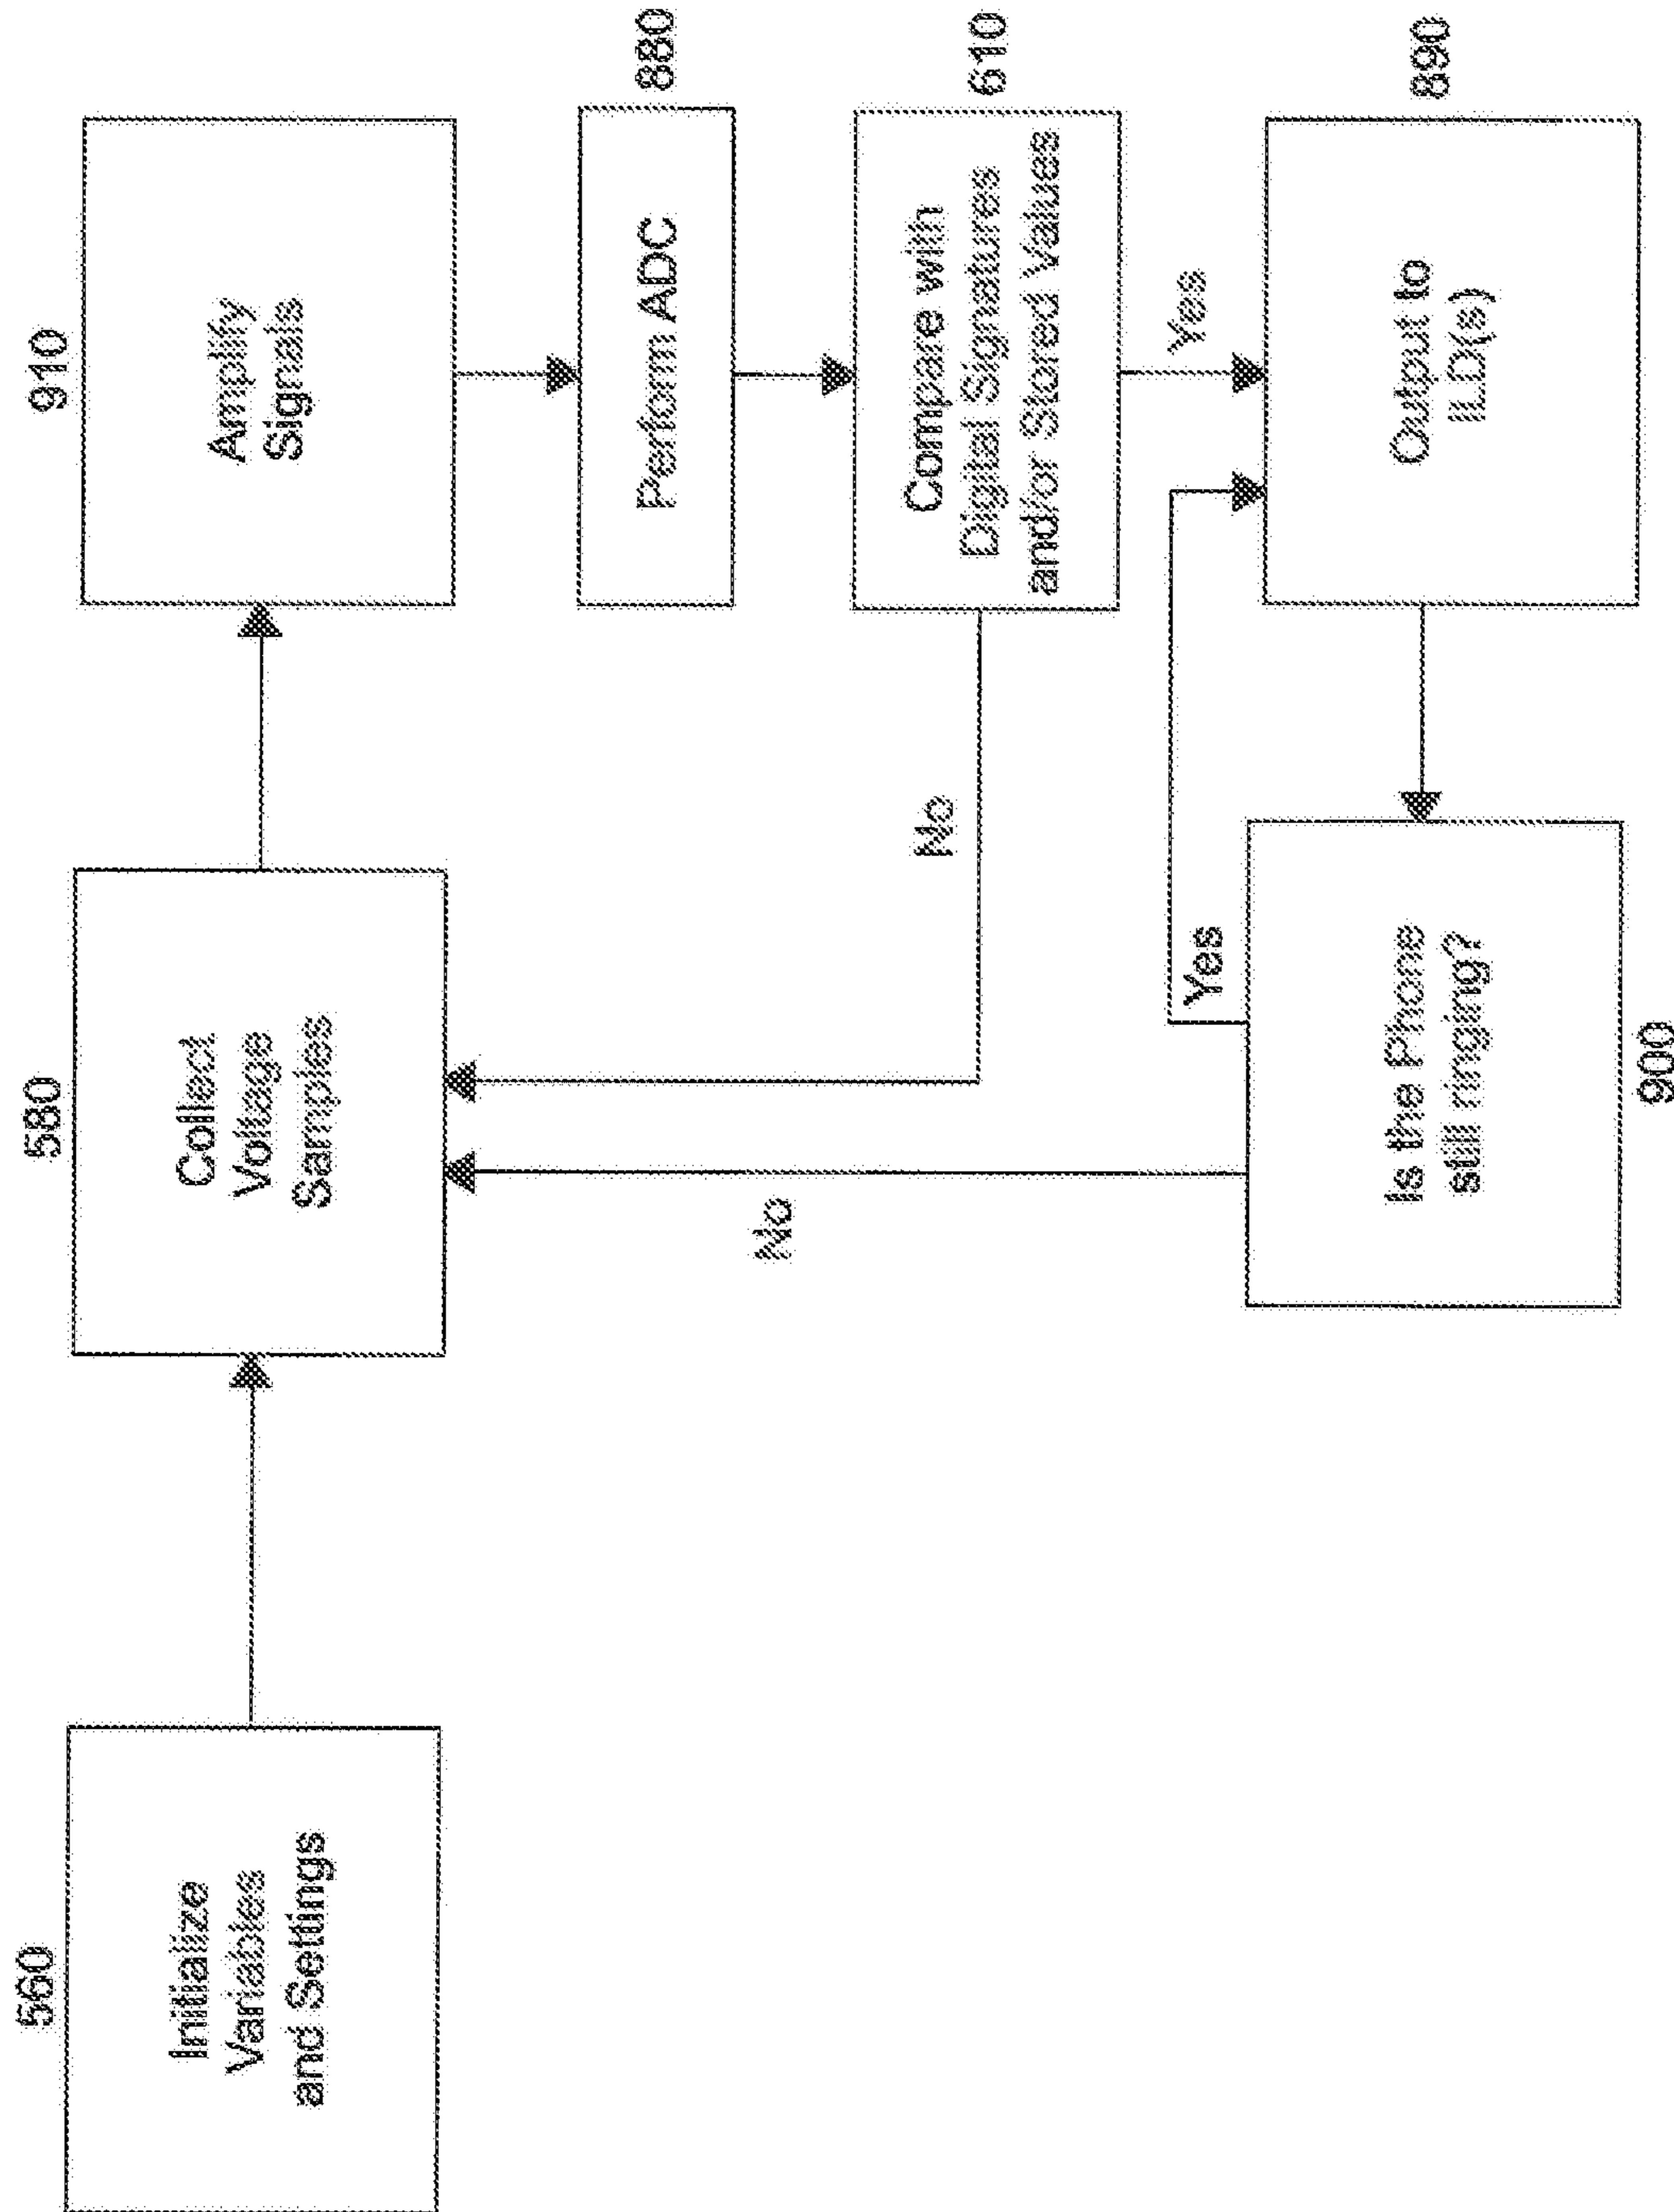 560
Initialize
Variables
and Settings
580
Collect
Voltage
Samples
910
Amplify
Signals
Perform ADC
880
Compare with
Digital Signatures
and/or Stored Values
610
No
Yes
Output to
ILD(s)
890
Is the Phone
still ringing?
900
Yes
No